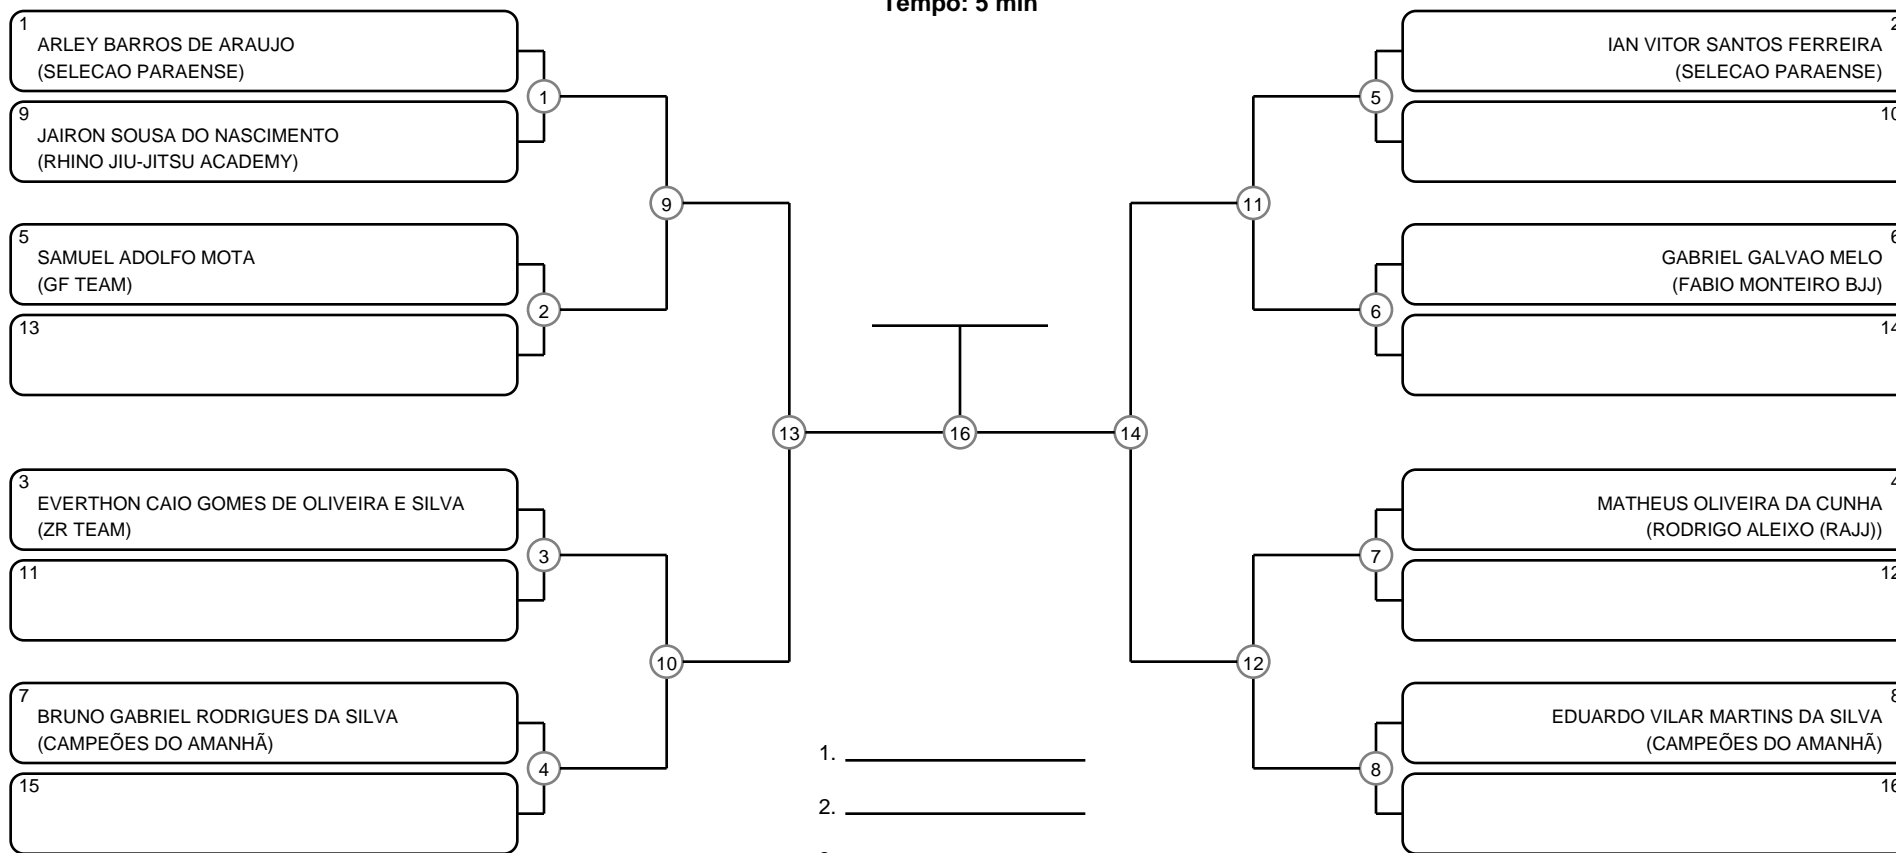 Tempo: 5 min
1
ARLEY BARROS DE ARAUJO
(SELECAO PARAENSE)
9
JAIRON SOUSA DO NASCIMENTO
(RHINO JIU-JITSU ACADEMY)
1
5
SAMUEL ADOLFO MOTA
(GF TEAM)
13
2
9
3
EVERTHON CAIO GOMES DE OLIVEIRA E SILVA
(ZR TEAM)
11
3
7
BRUNO GABRIEL RODRIGUES DA SILVA
(CAMPEÕES DO AMANHÃ)
15
4
10
13
16
14
2
IAN VITOR SANTOS FERREIRA
(SELECAO PARAENSE)
10
5
6
GABRIEL GALVAO MELO
(FABIO MONTEIRO BJJ)
14
6
11
4
MATHEUS OLIVEIRA DA CUNHA
(RODRIGO ALEIXO (RAJJ))
12
7
8
EDUARDO VILAR MARTINS DA SILVA
(CAMPEÕES DO AMANHÃ)
16
8
12
1.
2.